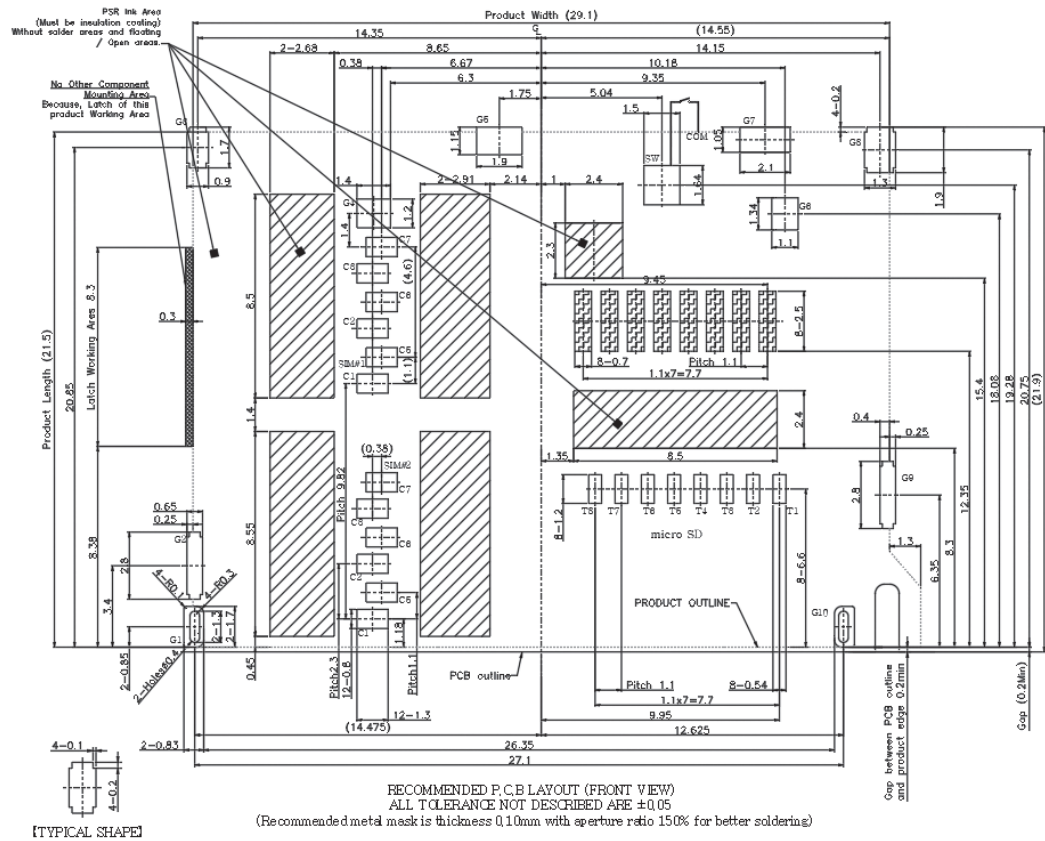 PSR Ink Area
(Must be insulation coating)
Without solder areas and floating
/ Open areas.
Product Width (29.1)
14.35
(14.55)
2-2.68
8.65
14.15
0.38
6.67
10.18
No Other Component
Mounting Area
Because, Latch of this
product Working Area
6.3
9.35
1.75
5.04
4-0.2
1.5
COM
G5
G7
G8
1.7
1.15
1.05
SW
1.9
2.1
0.9
1.3
1.9
1.4
2-2.91
2.14
1
2.4
1.64
G4
1.2
1.34
G6
1.4
C7
1.1
2.3
C8
(4.6)
9.45
C6
C2
8-2.5
0.3
8.5
C5
SIM#1
(1.1)
C1
8-0.7
Pitch 1.1
1.1x7=7.7
Product Length (21.5)
20.85
Latch Working Area 8.3
15.4
18.08
19.28
20.75
(21.9)
1.4
2.4
0.4
0.25
(0.38)
1.35
8.5
SIM#2
C7
Pitch 9.82
C8
2.8
G9
12.35
0.65
0.25
G2
T8
T7
T6
T5
T4
T3
T2
T1
8-1.2
micro SD
8.38
8.55
C6
1.3
2.8
C2
8-6.6
6.35
8.3
3.4
4-R0.3
C5
PRODUCT OUTLINE
2-1.3
2-1.7
G1
C1
1.18
G10
2-0.85
0.45
PCB outline
Pitch2.3
12-0.8
Pitch1.1
Pitch 1.1
8-0.54
1.1x7=7.7
12-1.3
9.95
(14.475)
12.625
4-0.1
2-0.83
26.35
27.1
4-0.2
Gap between PCB outline
and product edge 0.2min
Gap (0.2Min)
RECOMMENDED P,C,B LAYOUT (FRONT VIEW)
ALL TOLERANCE NOT DESCRIBED ARE ±0,05
(Recommended metal mask is thickness 0,10mm with aperture ratio 150% for better soldering)
[TYPICAL SHAPE]